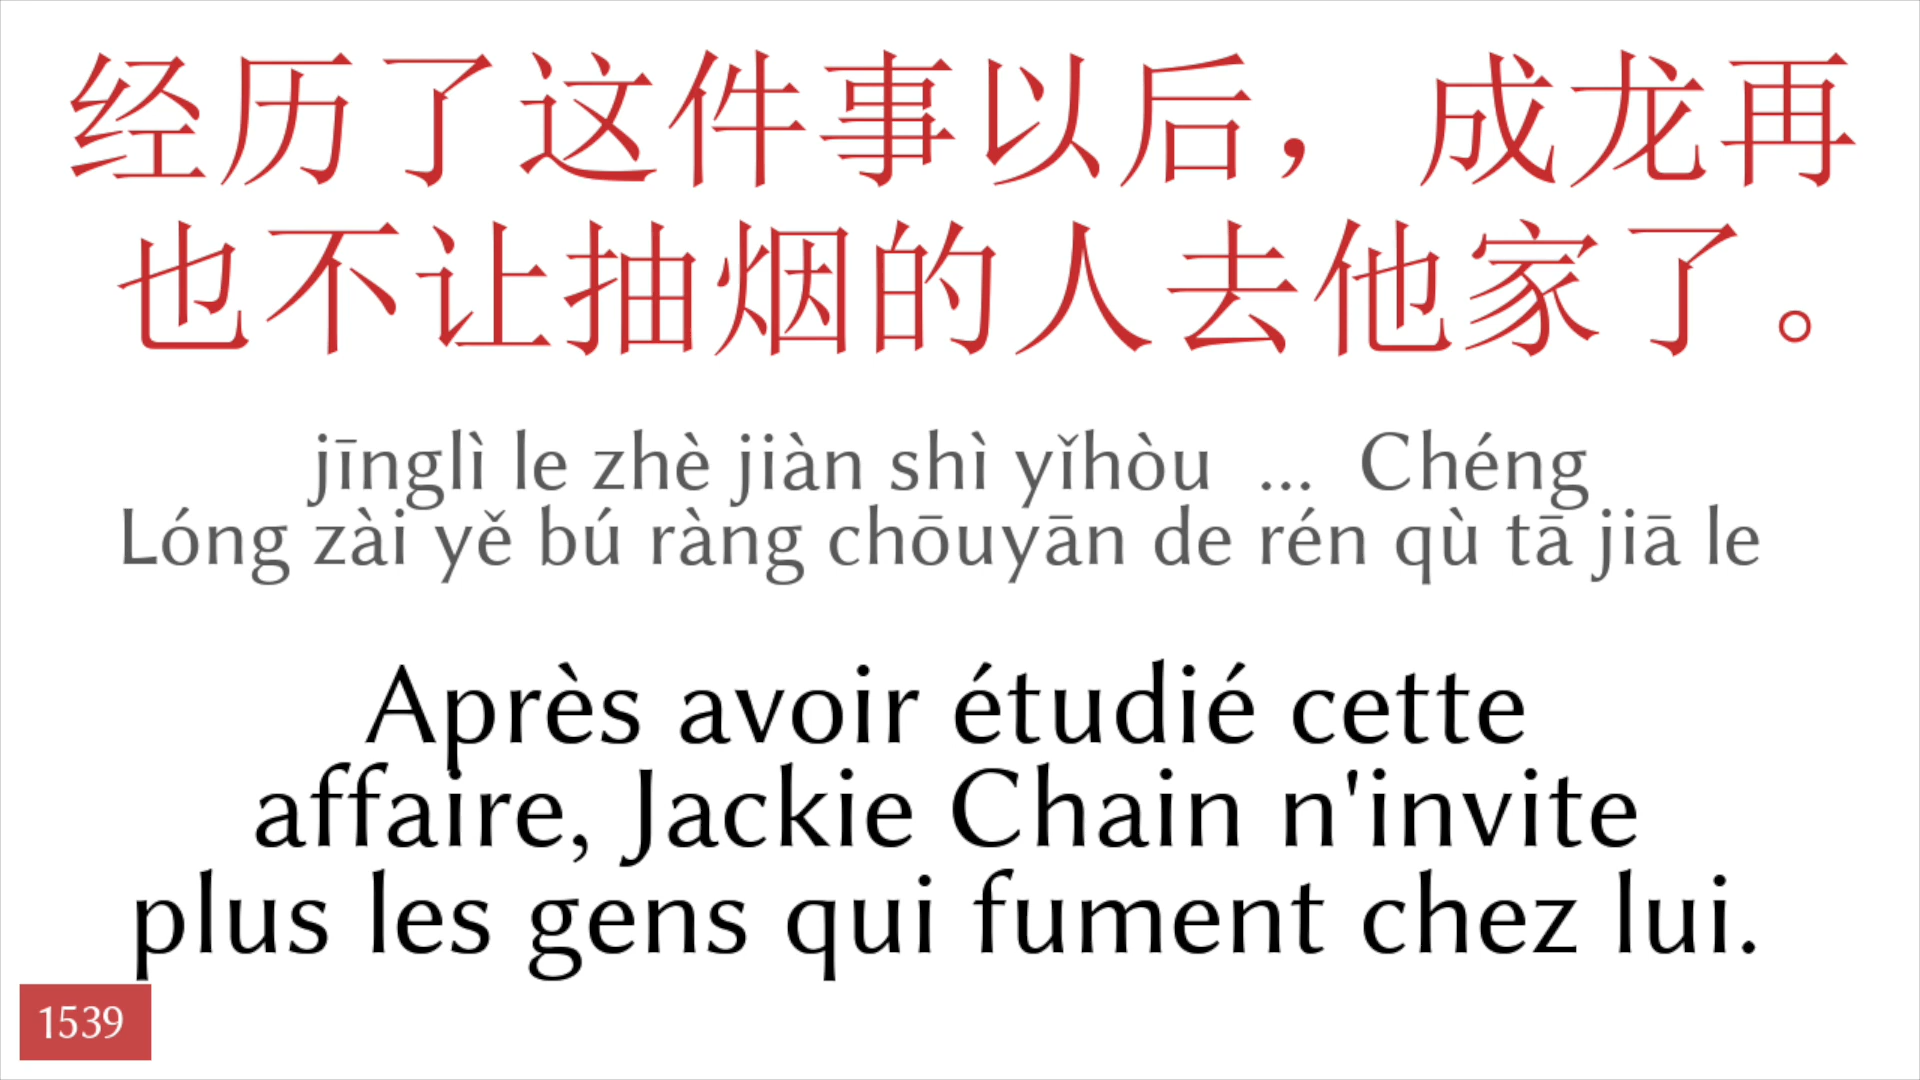 经历了这件事以后，成龙再
也不让抽烟的人去他家了。
jīnglì le zhè jiàn shì yǐhòu ... Chéng
Lóng zài yě bú ràng chōuyān de rén qù tā jiā le
Après avoir étudié cette
affaire, Jackie Chain n'invite
plus les gens qui fument chez lui.
1539